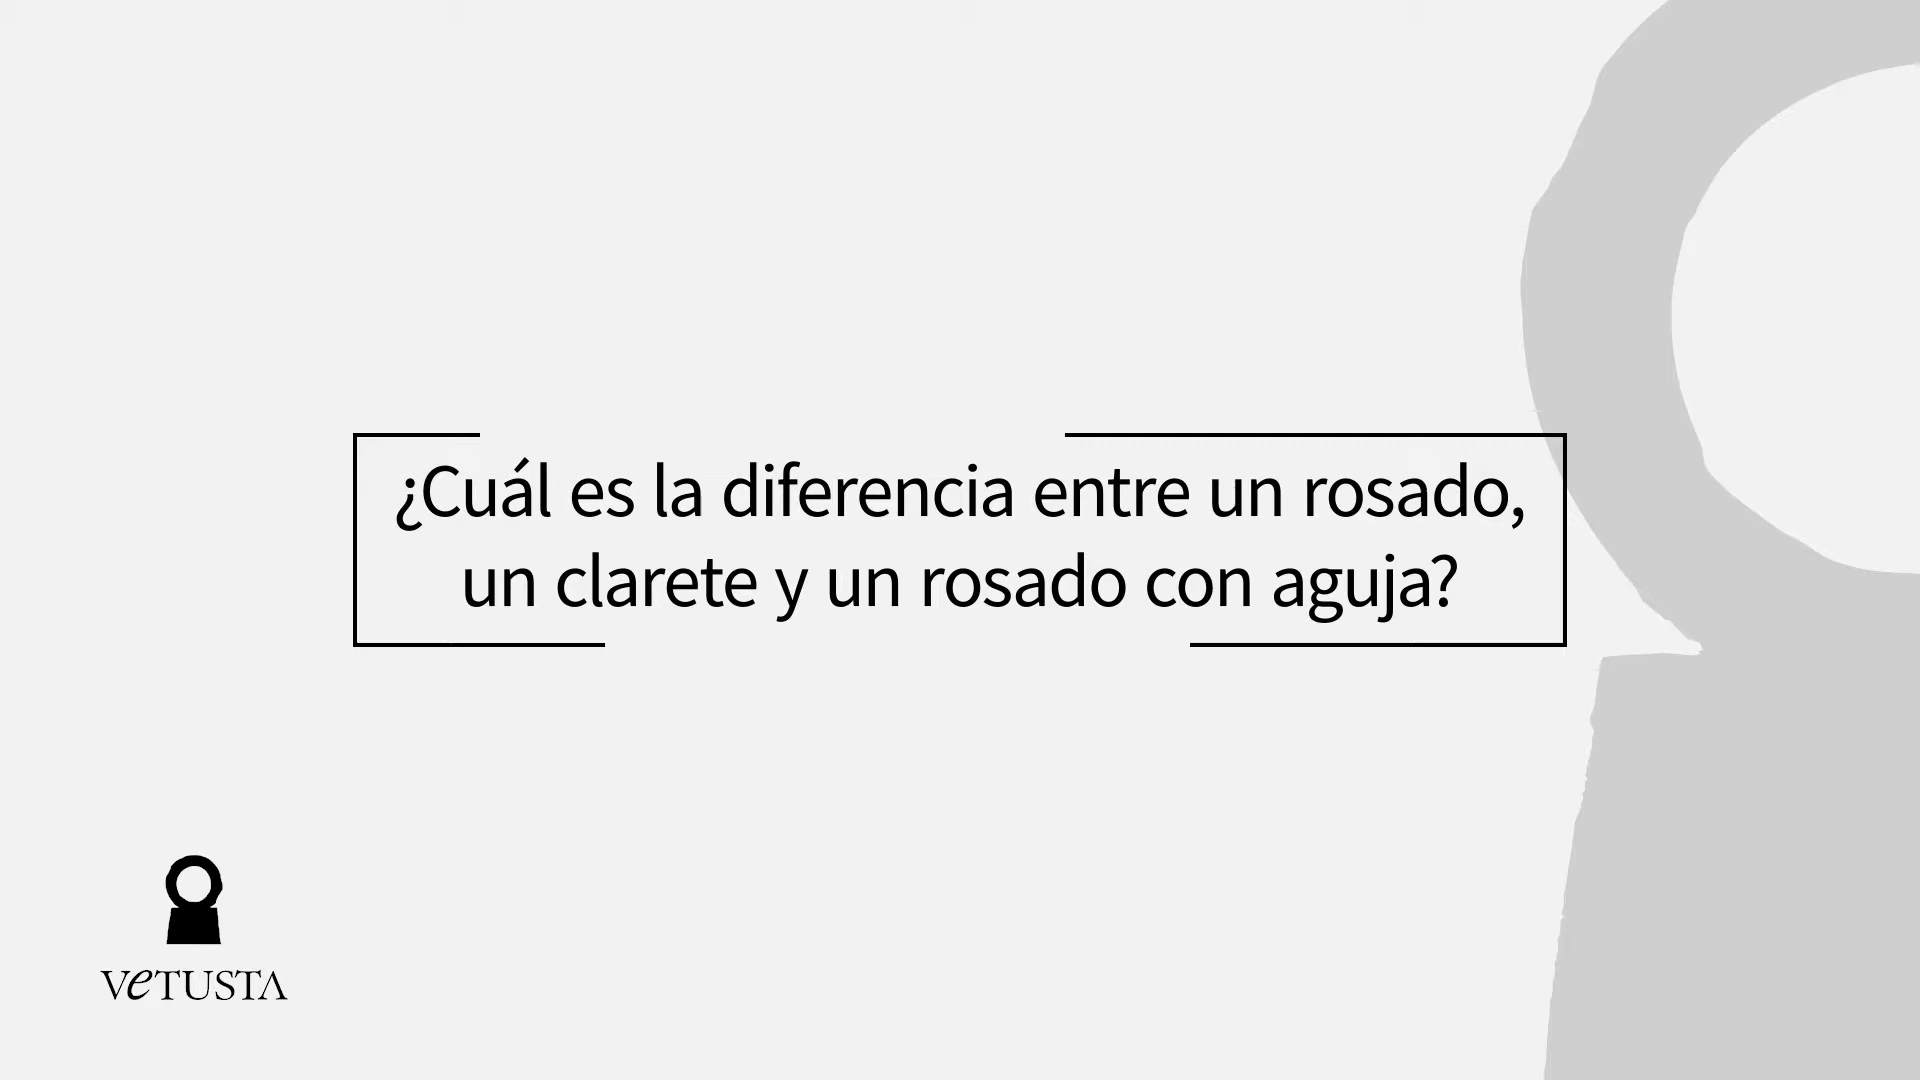 ¿Cuál es la diferencia entre un rosado,
un clarete y un rosado con aguja?
VeTUSTA